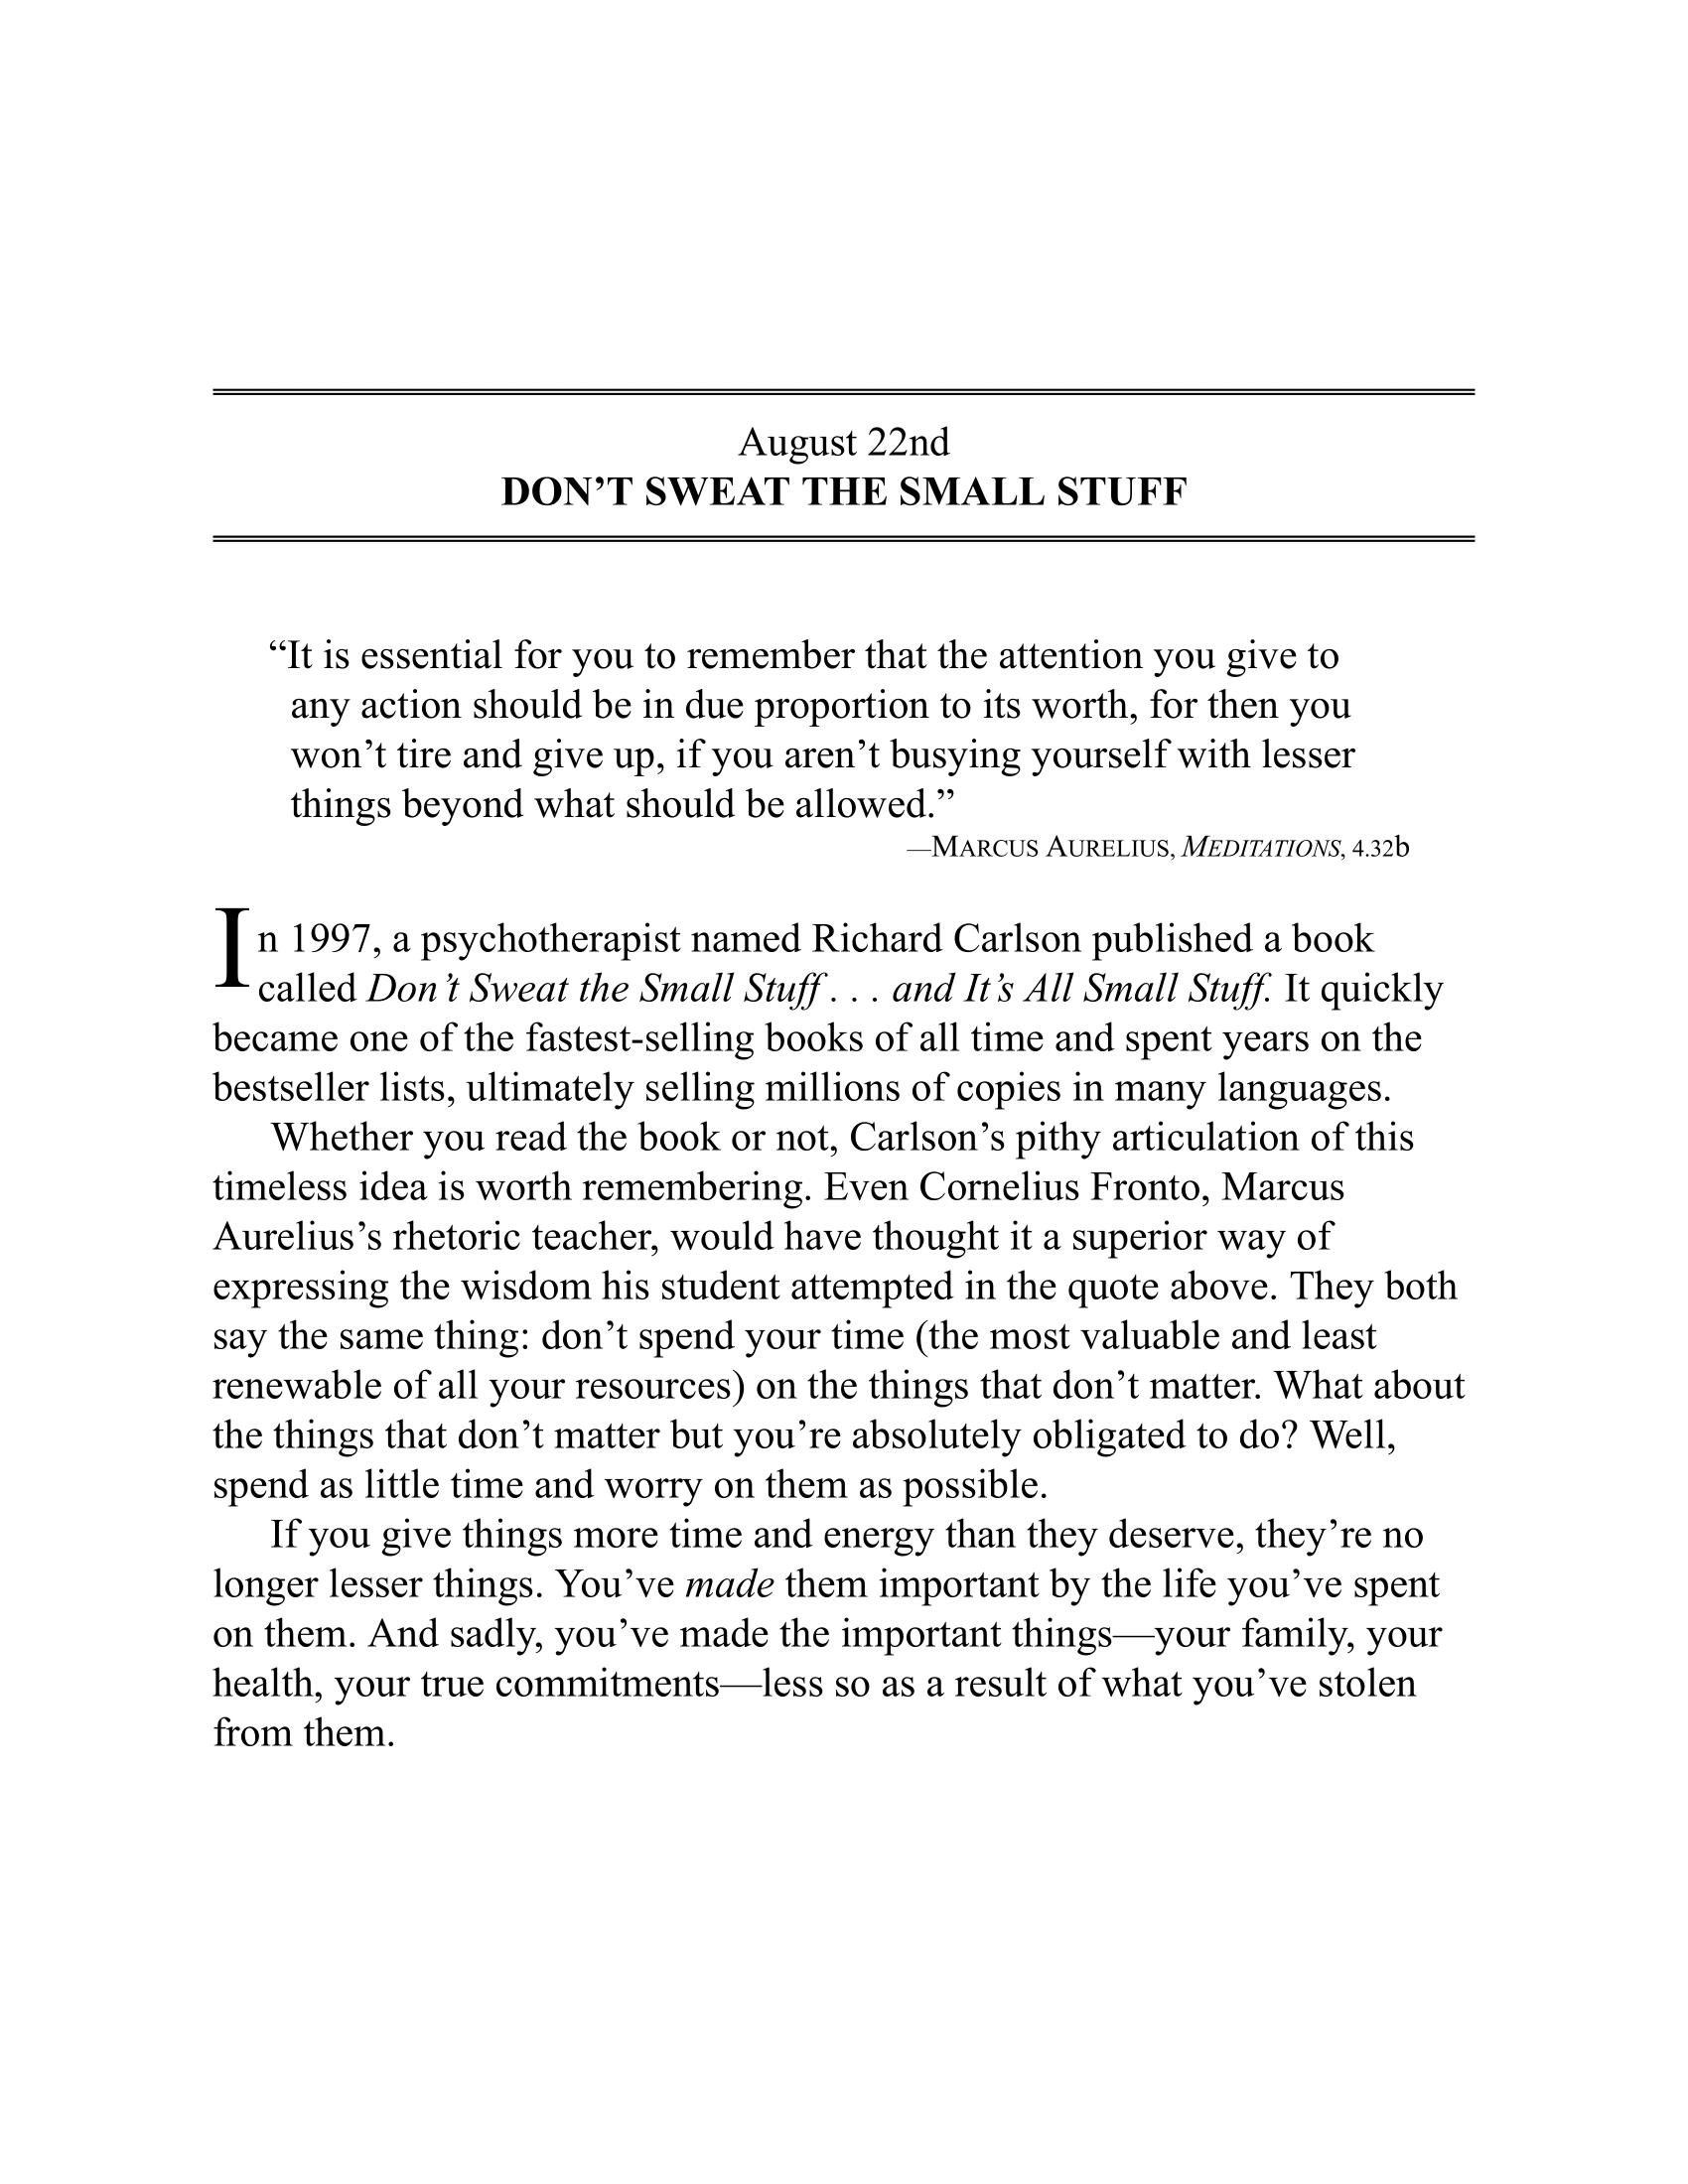 August 22nd
DON’T SWEAT THE SMALL STUFF
“It is essential for you to remember that the attention you give to
any action should be in due proportion to its worth, for then you
won’t tire and give up, if you aren’t busying yourself with lesser
things beyond what should be allowed.”
—MARCUS AURELIUS, MEDITATIONS, 4.32b
In 1997, a psychotherapist named Richard Carlson published a book
called Don’t Sweat the Small Stuff . . . and It’s All Small Stuff. It quickly
became one of the fastest-selling books of all time and spent years on the
bestseller lists, ultimately selling millions of copies in many languages.
Whether you read the book or not, Carlson’s pithy articulation of this
timeless idea is worth remembering. Even Cornelius Fronto, Marcus
Aurelius’s rhetoric teacher, would have thought it a superior way of
expressing the wisdom his student attempted in the quote above. They both
say the same thing: don’t spend your time (the most valuable and least
renewable of all your resources) on the things that don’t matter. What about
the things that don’t matter but you’re absolutely obligated to do? Well,
spend as little time and worry on them as possible.
If you give things more time and energy than they deserve, they’re no
longer lesser things. You’ve made them important by the life you’ve spent
on them. And sadly, you’ve made the important things—your family, your
health, your true commitments—less so as a result of what you’ve stolen
from them.